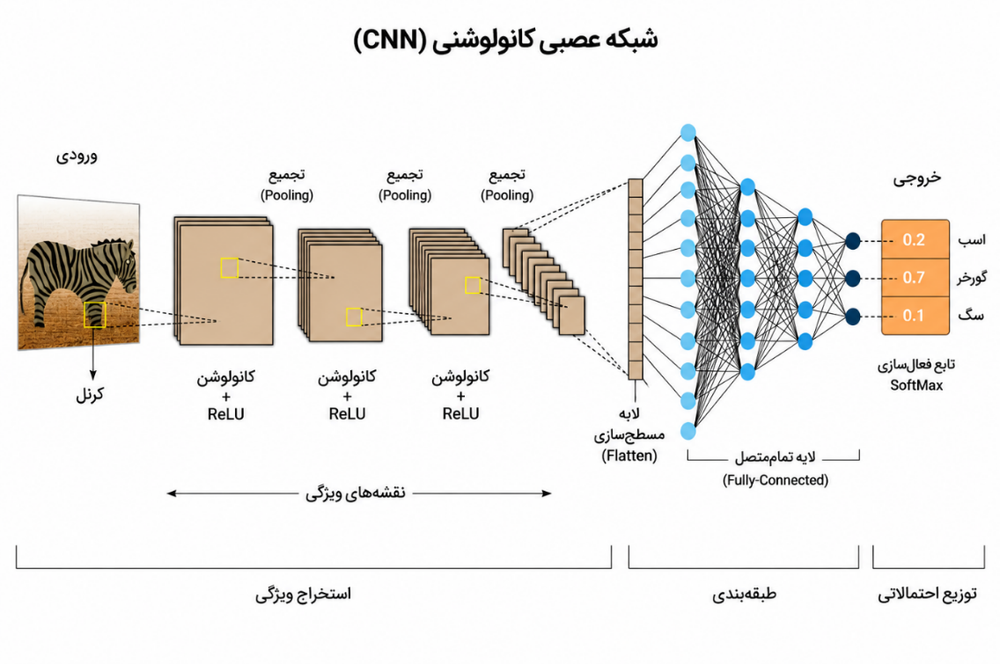 شبکه عصبی کانولوشنی (CNN)
ورودی
کرنل
تجمیع
(Pooling)
تجمیع
(Pooling)
تجمیع
(Pooling)
کانولوشن
+
ReLU
کانولوشن
+
ReLU
کانولوشن
+
ReLU
نقشه‌های ویژگی
لابه
مسطح‌سازی
(Flatten)
لایه تمام‌متصل
(Fully-Connected)
خروجی
0.2 اسب
0.7 گورخر
0.1 سگ
تابع فعال‌سازی
SoftMax
استخراج ویژگی
طبقه‌بندی
توزیع احتمالاتی